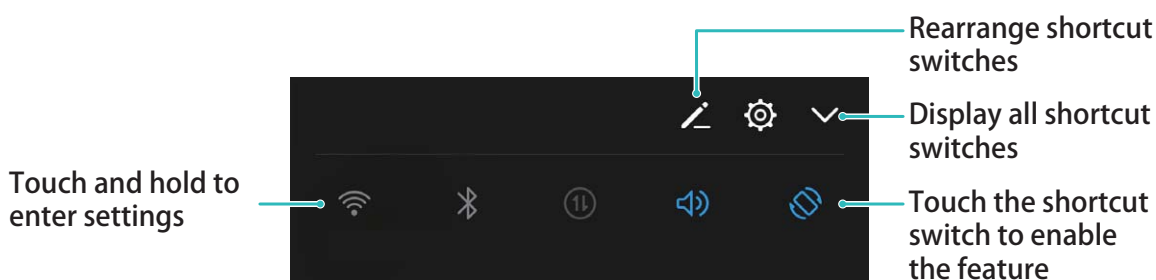 Rearrange shortcut
switches
Display all shortcut
switches
Touch and hold to
enter settings
Touch the shortcut
switch to enable
the feature